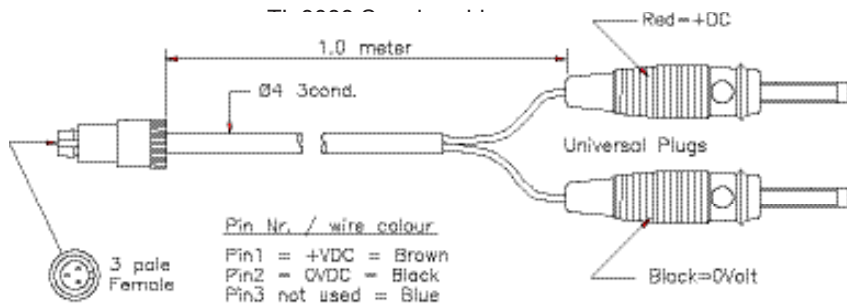 Red=+DC
1.0 meter
Ø4 3cond.
Universal Plugs
Pin Nr. / wire colour
Pin1 = +VDC = Brown
Pin2 = 0VDC = Black
Pin3 not used = Blue
3 pole
Female
Black=0Volt